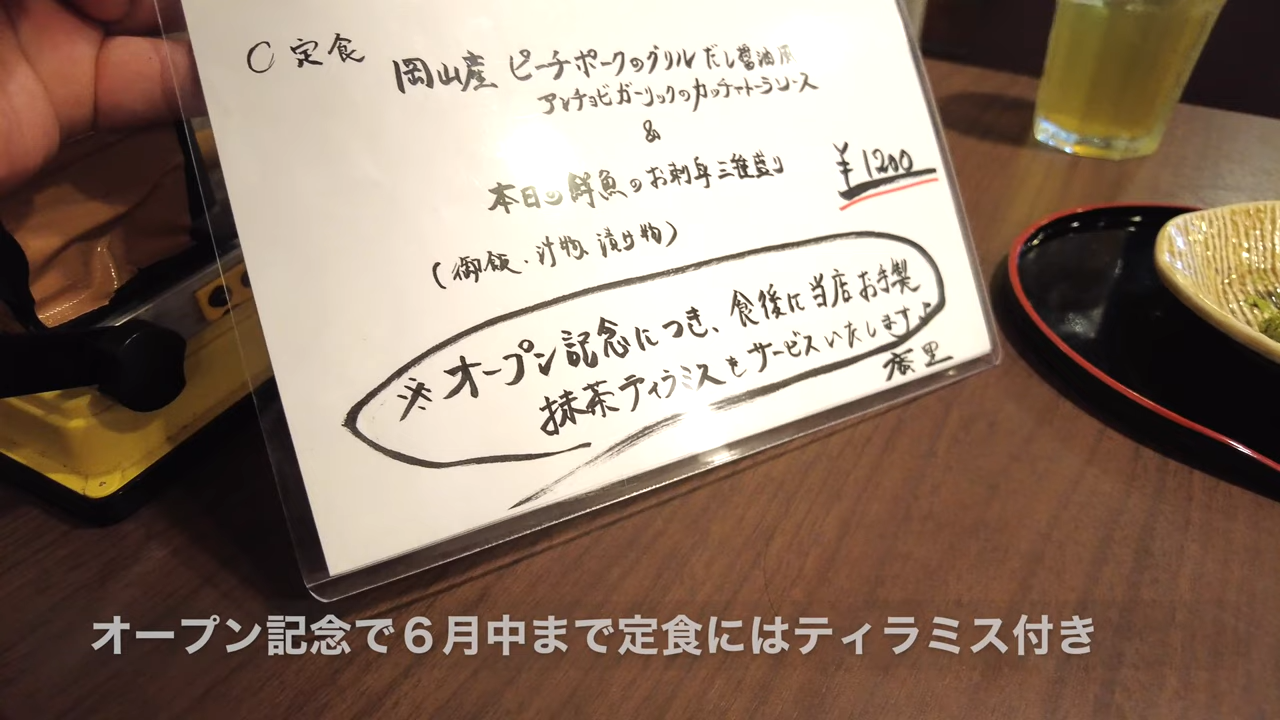 C 定食
岡山産 ピーチポークのグリル だし醤油風
アンチョビガーリックのカッチャトーラソース
&
本日の鮮魚のお刺身三種盛り
¥1200
(御飯、汁物、漬け物)
※オープン記念につき、食後に当店お手製
抹茶ティラミスをサービスいたします♪
オープン記念で６月中まで定食にはティラミス付き